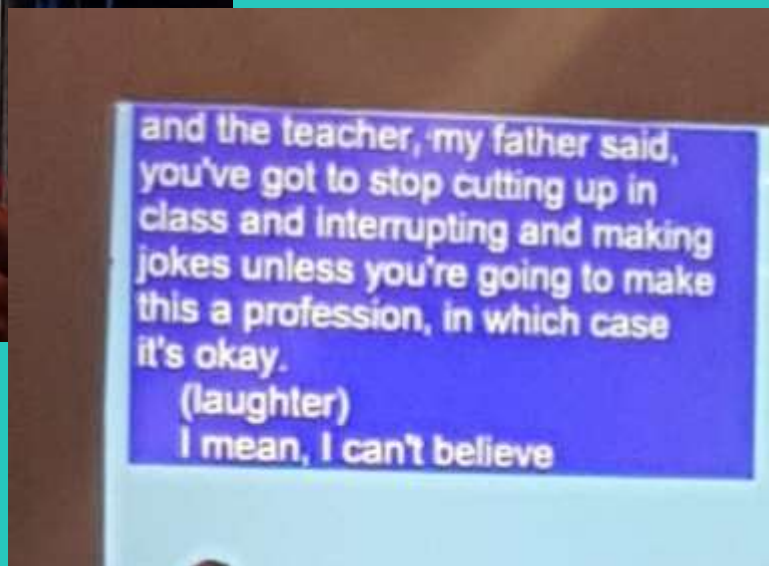 and the teacher, my father said,
you've got to stop cutting up in
class and interrupting and making
jokes unless you're going to make
this a profession, in which case
it's okay.
(laughter)
I mean, I can't believe